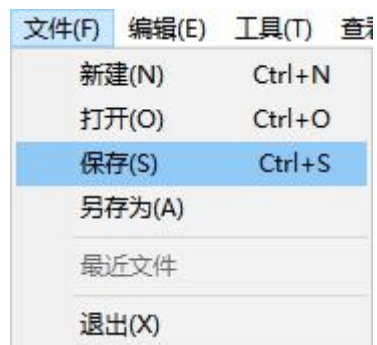 文件(F) 编辑(E) 工具(T) 查
新建(N) Ctrl+N
打开(O) Ctrl+O
保存(S) Ctrl+S
另存为(A)
最近文件
退出(X)